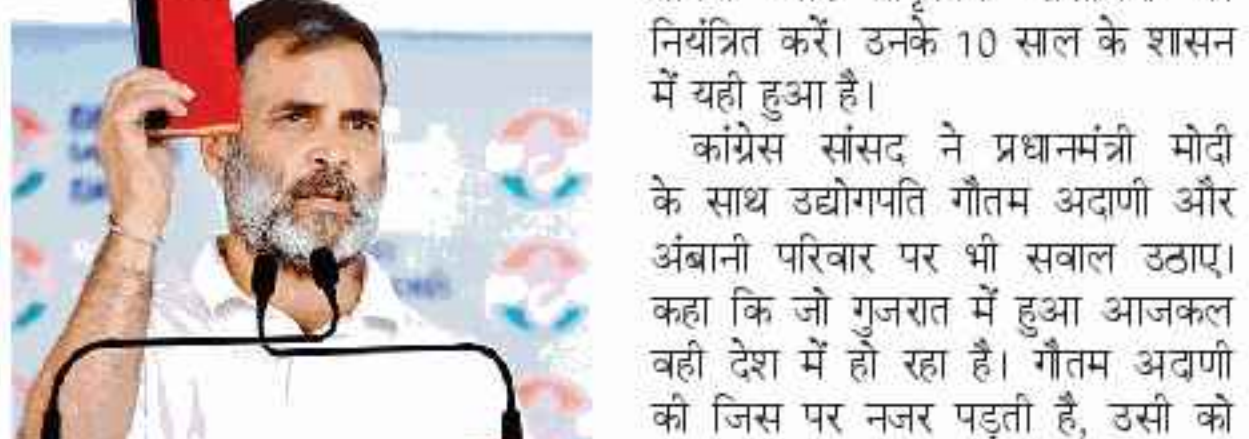 नियंत्रित करें। उनके 10 साल के शासन
में यही हुआ है।
कांग्रेस सांसद ने प्रधानमंत्री मोदी
के साथ उद्योगपति गौतम अदाणी और
अंबानी परिवार पर भी सवाल उठाए।
कहा कि जो गुजरात में हुआ आजकल
वही देश में हो रहा है। गौतम अदाणी
की जिस पर नजर पड़ती है, उसी को